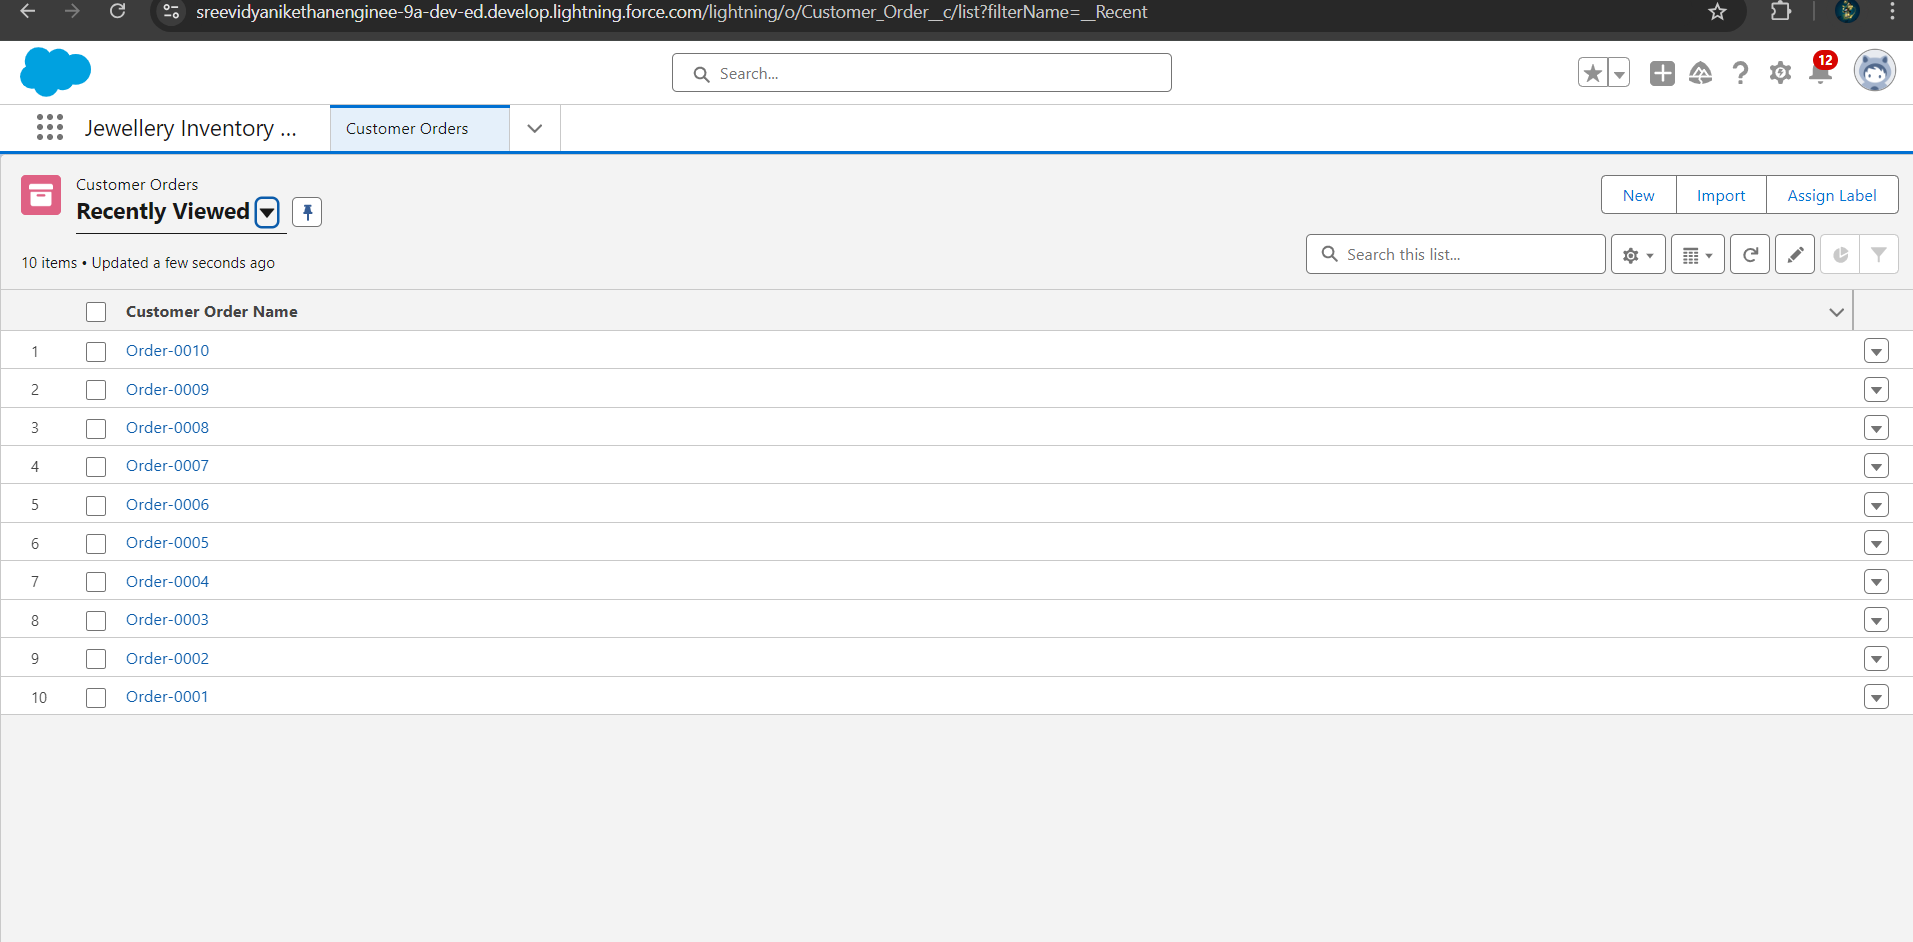 sreevidyanikethanenginee-9a-dev-ed.develop.lightning.force.com/lightning/o/Customer_Order__c/list?filterName=__Recent
Search...
12
Jewellery Inventory ...
Customer Orders
Customer Orders
Recently Viewed
New
Import
Assign Label
10 items • Updated a few seconds ago
Search this list...
Customer Order Name
1 Order-0010
2 Order-0009
3 Order-0008
4 Order-0007
5 Order-0006
6 Order-0005
7 Order-0004
8 Order-0003
9 Order-0002
10 Order-0001